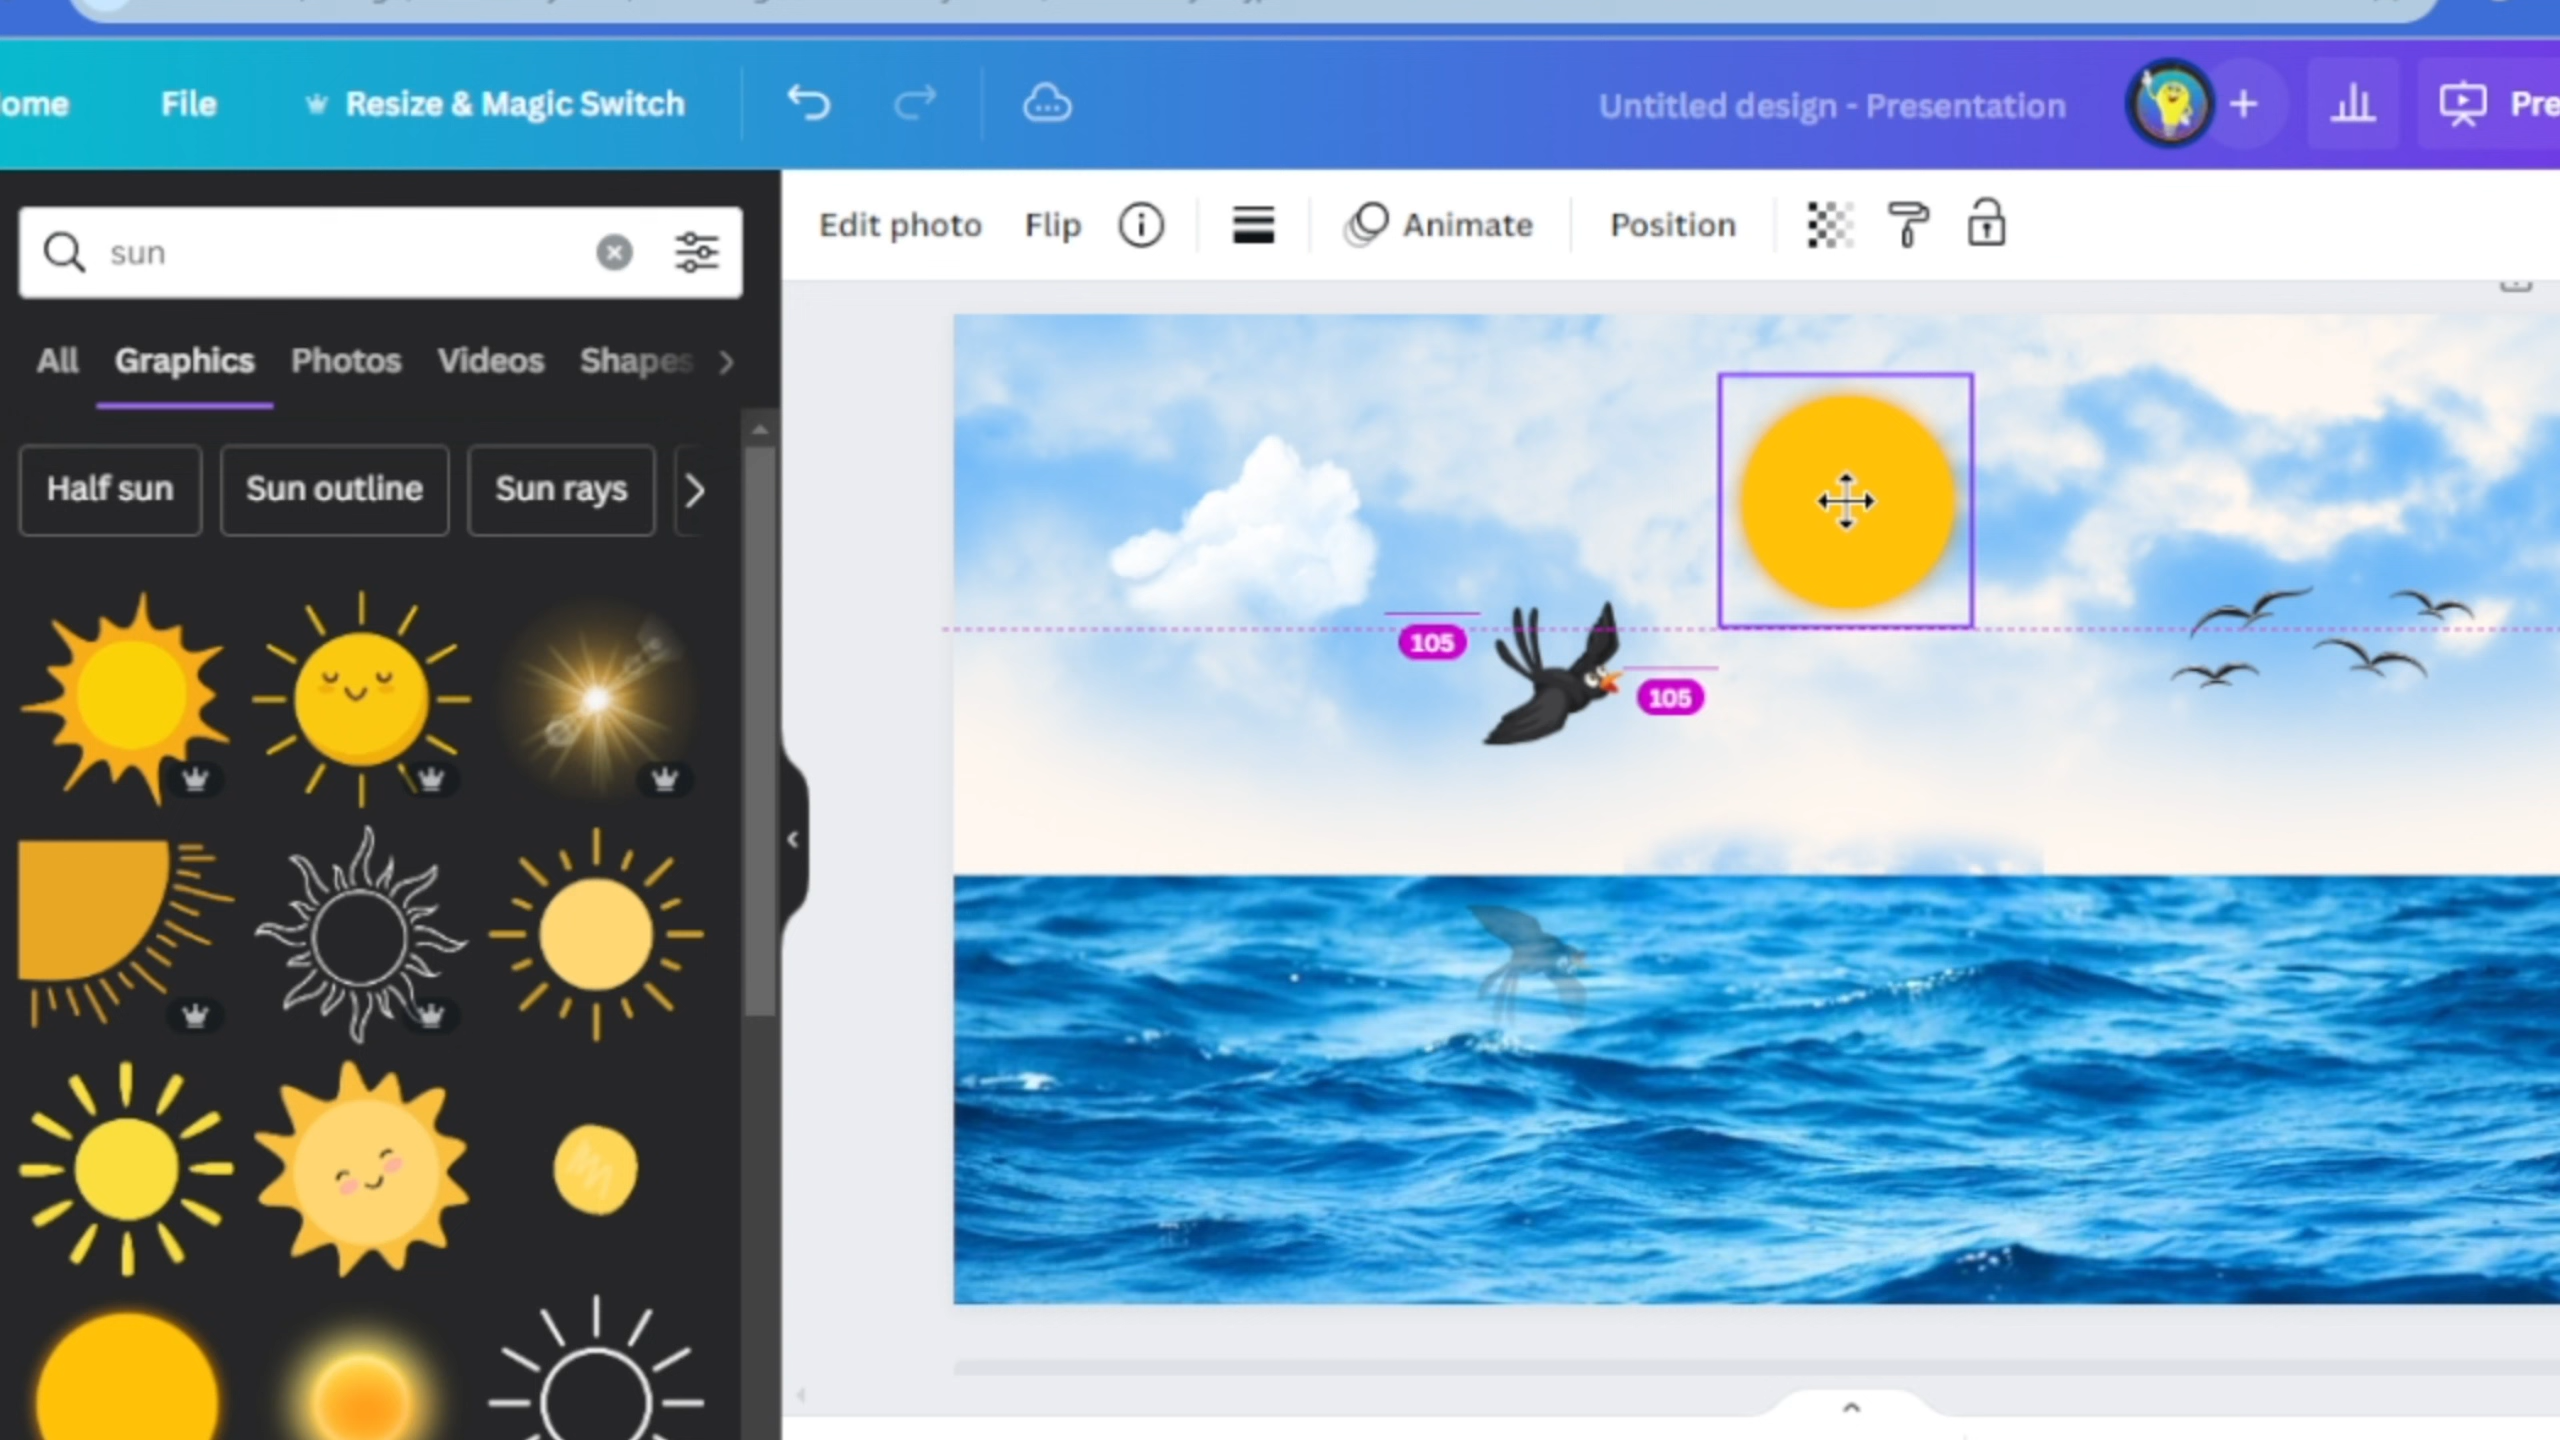 ome File Resize & Magic Switch Untitled design - Presentation Pre
sun
Edit photo Flip Animate Position
All Graphics Photos Videos Shapes
Half sun Sun outline Sun rays
105
105